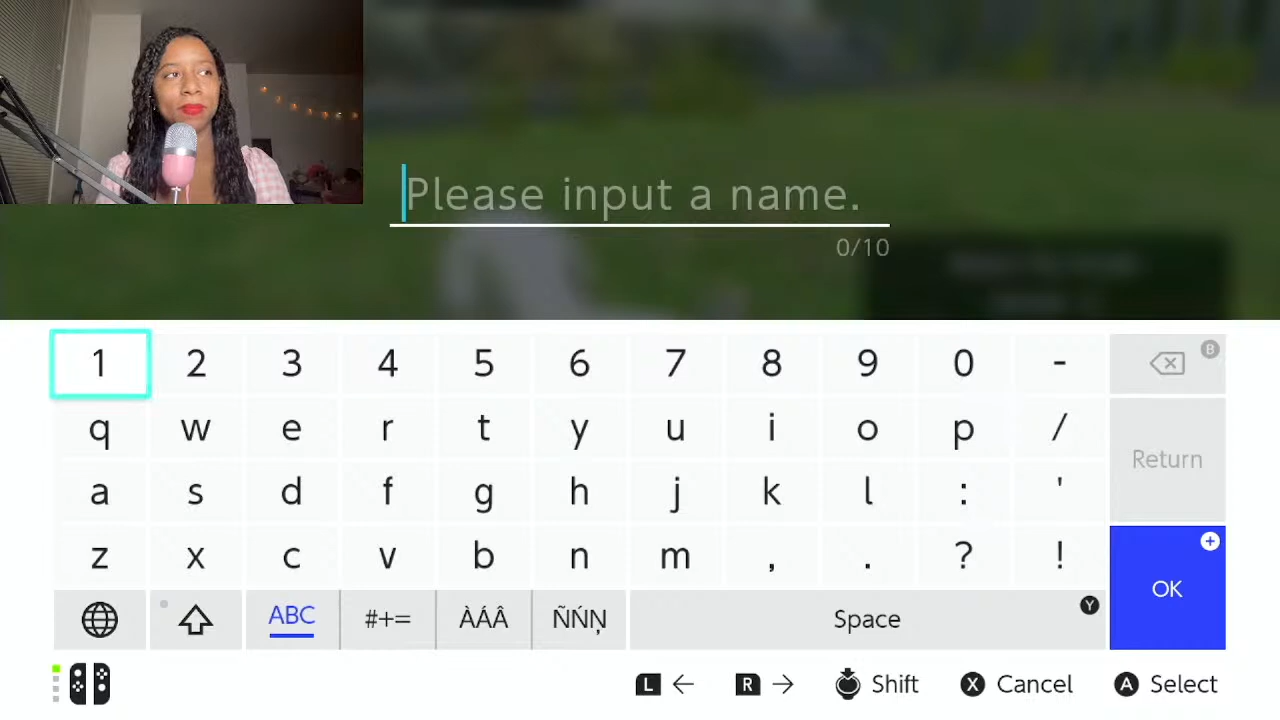 Please input a name.
0/10
1 2 3 4 5 6 7 8 9 0 - B
q w e r t y u i o p / Return
a s d f g h j k l : '
z x c v b n m , . ? ! OK +
ABC #+= ÀÁÂ ÑŃŅ Space Y
L ← R → Shift X Cancel A Select